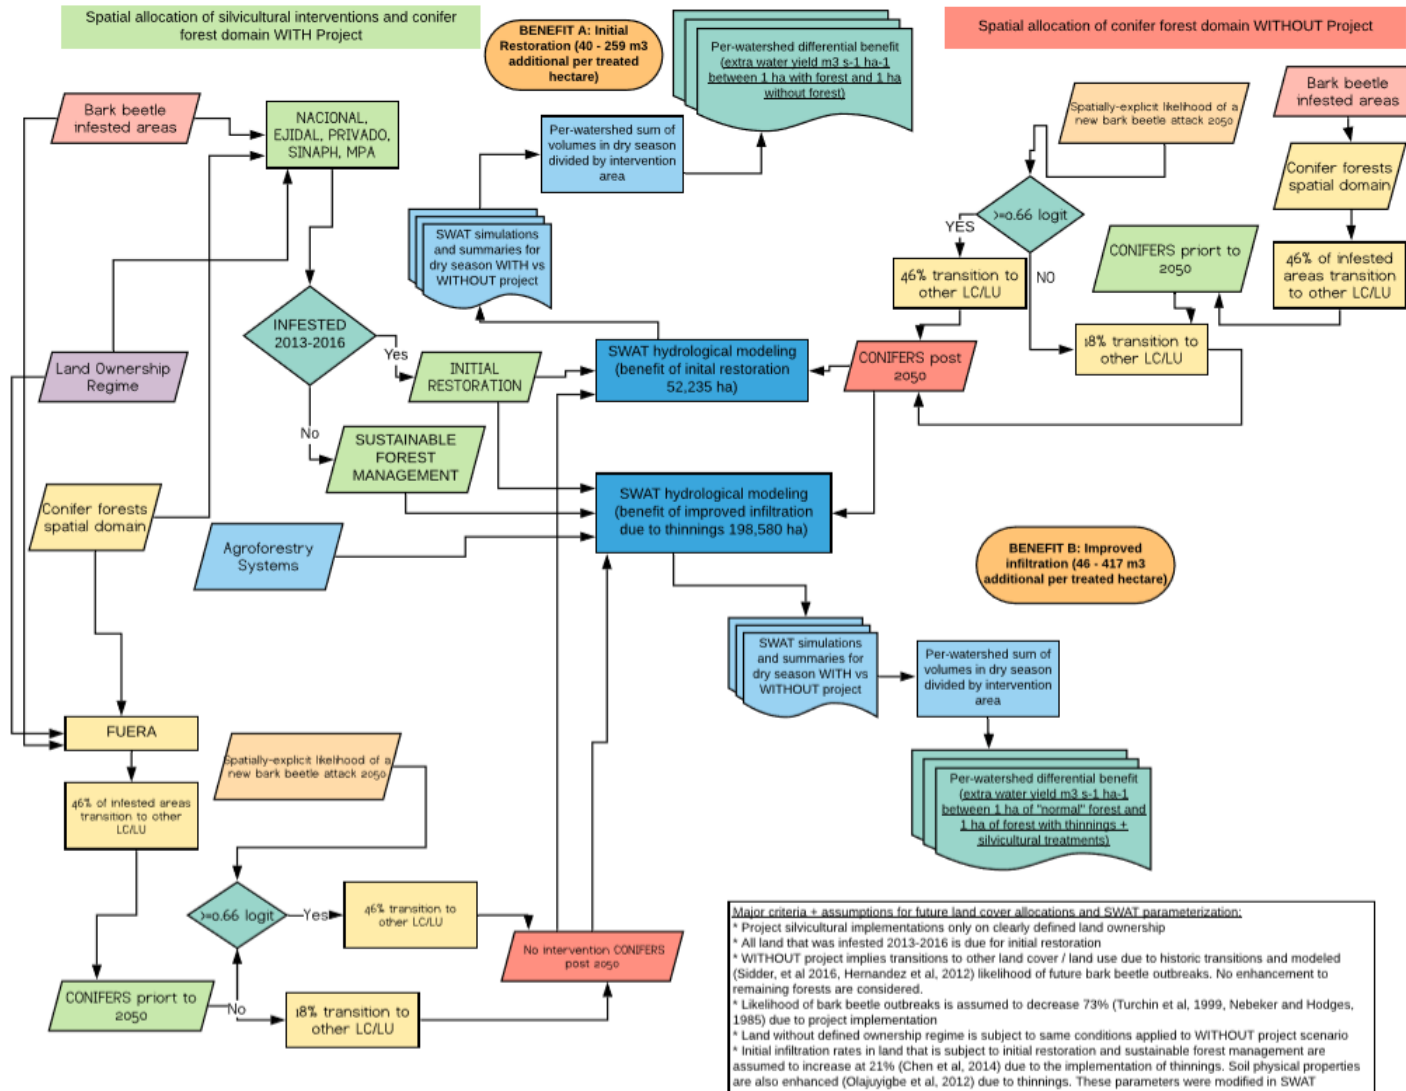 Spatial allocation of silvicultural interventions and conifer
forest domain WITH Project
BENEFIT A: Initial
Restoration (40 - 259 m3
additional per treated
hectare)
Per-watershed differential benefit
(extra water yield m3 s-1 ha-1
between 1 ha with forest and 1 ha
without forest)
Spatial allocation of conifer forest domain WITHOUT Project
Bark beetle
infested areas
NACIONAL,
EJIDAL, PRIVADO,
SINAPH, MPA
Per-watershed sum of
volumes in dry season
divided by intervention
area
Spatially-explicit likelihood of a
new bark beetle attack 2050
Bark beetle
infested areas
Conifer forests
spatial domain
>=0.66 logit
YES
NO
SWAT simulations
and summaries for
dry season WITH vs
WITHOUT project
CONIFERS priort to
2050
46% of infested
areas transition
to other LC/LU
46% transition to
other LC/LU
18% transition to
other LC/LU
INFESTED
2013-2016
Yes
No
Land Ownership
Regime
INITIAL
RESTORATION
SWAT hydrological modeling
(benefit of inital restoration
52,235 ha)
CONIFERS post
2050
SUSTAINABLE
FOREST
MANAGEMENT
SWAT hydrological modeling
(benefit of improved infiltration
due to thinnings 198,580 ha)
Conifer forests
spatial domain
Agroforestry
Systems
BENEFIT B: Improved
infiltration (46 - 417 m3
additional per treated hectare)
SWAT simulations
and summaries for
dry season WITH vs
WITHOUT project
Per-watershed sum of
volumes in dry season
divided by intervention
area
FUERA
Spatially-explicit likelihood of a
new bark beetle attack 2050
46% of infested areas
transition to other
LC/LU
Per-watershed differential benefit
(extra water yield m3 s-1 ha-1
between 1 ha of "normal" forest and
1 ha of forest with thinnings +
silvicultural treatments)
>=0.66 logit
Yes
46% transition to
other LC/LU
No intervention CONIFERS
post 2050
CONIFERS priort to
2050
No
18% transition to
other LC/LU
Major criteria + assumptions for future land cover allocations and SWAT parameterization:
* Project silvicultural implementations only on clearly defined land ownership
* All land that was infested 2013-2016 is due for initial restoration
* WITHOUT project implies transitions to other land cover / land use due to historic transitions and modeled
(Sidder, et al 2016, Hernandez et al, 2012) likelihood of future bark beetle outbreaks. No enhancement to
remaining forests are considered.
* Likelihood of bark beetle outbreaks is assumed to decrease 73% (Turchin et al, 1999, Nebeker and Hodges,
1985) due to project implementation
* Land without defined ownership regime is subject to same conditions applied to WITHOUT project scenario
* Initial infiltration rates in land that is subject to initial restoration and sustainable forest management are
assumed to increase at 21% (Chen et al, 2014) due to the implementation of thinnings. Soil physical properties
are also enhanced (Olajuyigbe et al, 2012) due to thinnings. These parameters were modified in SWAT